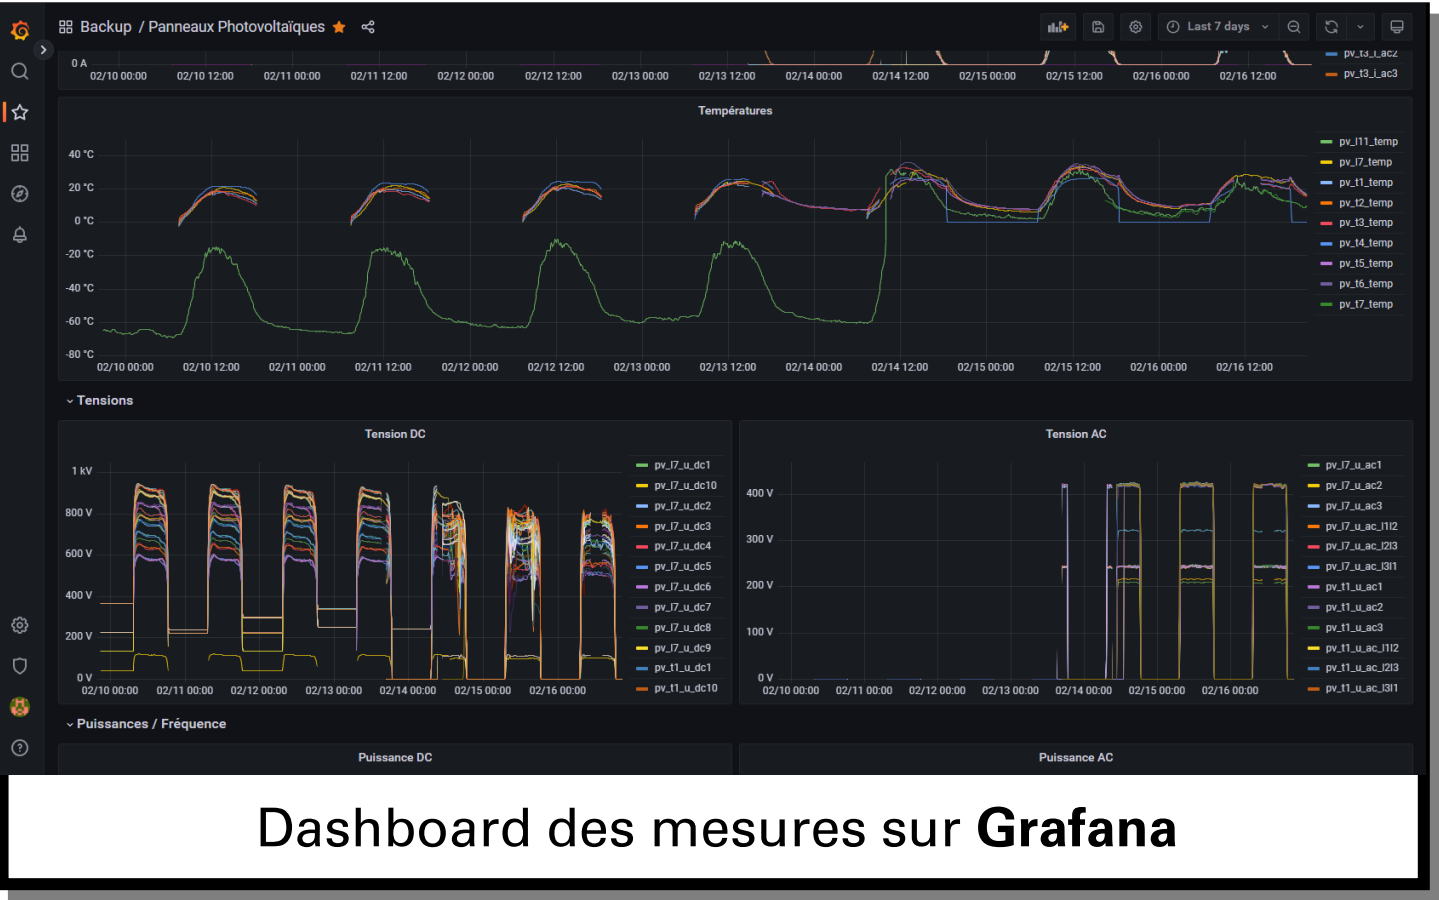 Backup / Panneaux Photovoltaïques
Last 7 days
0 A
02/10 00:00 02/10 12:00 02/11 00:00 02/11 12:00 02/12 00:00 02/12 12:00 02/13 00:00 02/13 12:00 02/14 00:00 02/14 12:00 02/15 00:00 02/15 12:00 02/16 00:00 02/16 12:00
pv_t3_i_ac2
pv_t3_i_ac3
Températures
40 °C
20 °C
0 °C
-20 °C
-40 °C
-60 °C
-80 °C
02/10 00:00 02/10 12:00 02/11 00:00 02/11 12:00 02/12 00:00 02/12 12:00 02/13 00:00 02/13 12:00 02/14 00:00 02/14 12:00 02/15 00:00 02/15 12:00 02/16 00:00 02/16 12:00
pv_l11_temp
pv_l7_temp
pv_t1_temp
pv_t2_temp
pv_t3_temp
pv_t4_temp
pv_t5_temp
pv_t6_temp
pv_t7_temp
Tensions
Tension DC
1 kV
800 V
600 V
400 V
200 V
0 V
02/10 00:00 02/11 00:00 02/12 00:00 02/13 00:00 02/14 00:00 02/15 00:00 02/16 00:00
pv_l7_u_dc1
pv_l7_u_dc10
pv_l7_u_dc2
pv_l7_u_dc3
pv_l7_u_dc4
pv_l7_u_dc5
pv_l7_u_dc6
pv_l7_u_dc7
pv_l7_u_dc8
pv_l7_u_dc9
pv_t1_u_dc1
pv_t1_u_dc10
Tension AC
400 V
300 V
200 V
100 V
0 V
02/10 00:00 02/11 00:00 02/12 00:00 02/13 00:00 02/14 00:00 02/15 00:00 02/16 00:00
pv_l7_u_ac1
pv_l7_u_ac2
pv_l7_u_ac3
pv_l7_u_ac_l1l2
pv_l7_u_ac_l2l3
pv_l7_u_ac_l3l1
pv_t1_u_ac1
pv_t1_u_ac2
pv_t1_u_ac3
pv_t1_u_ac_l1l2
pv_t1_u_ac_l2l3
pv_t1_u_ac_l3l1
Puissances / Fréquence
Puissance DC
Puissance AC
Dashboard des mesures sur Grafana